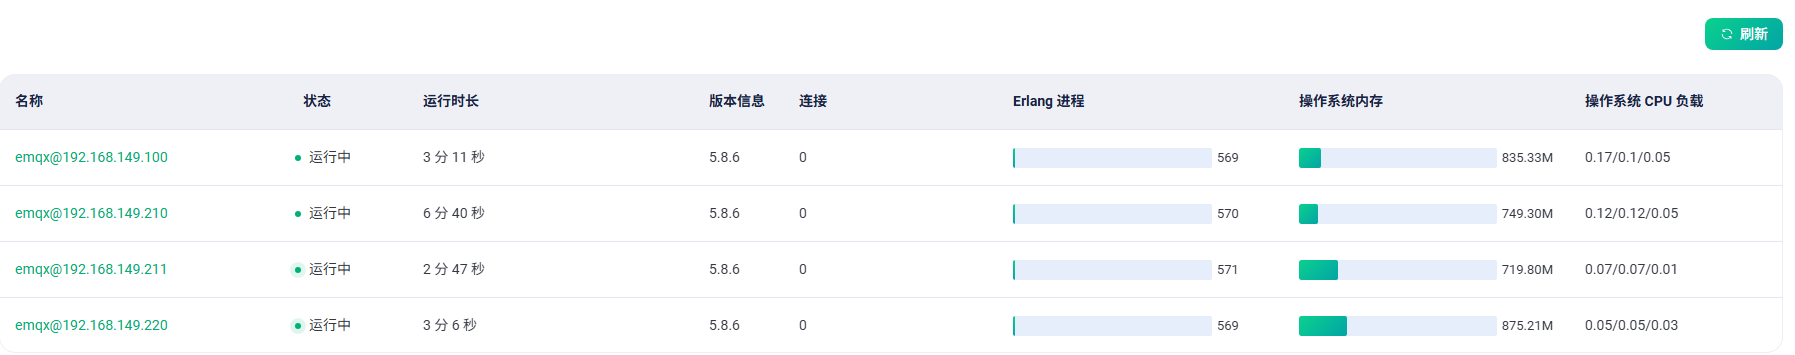 刷新
名称 状态 运行时长 版本信息 连接 Erlang 进程 操作系统内存 操作系统 CPU 负载
emqx@192.168.149.100 运行中 3 分 11 秒 5.8.6 0 569 835.33M 0.17/0.1/0.05
emqx@192.168.149.210 运行中 6 分 40 秒 5.8.6 0 570 749.30M 0.12/0.12/0.05
emqx@192.168.149.211 运行中 2 分 47 秒 5.8.6 0 571 719.80M 0.07/0.07/0.01
emqx@192.168.149.220 运行中 3 分 6 秒 5.8.6 0 569 875.21M 0.05/0.05/0.03